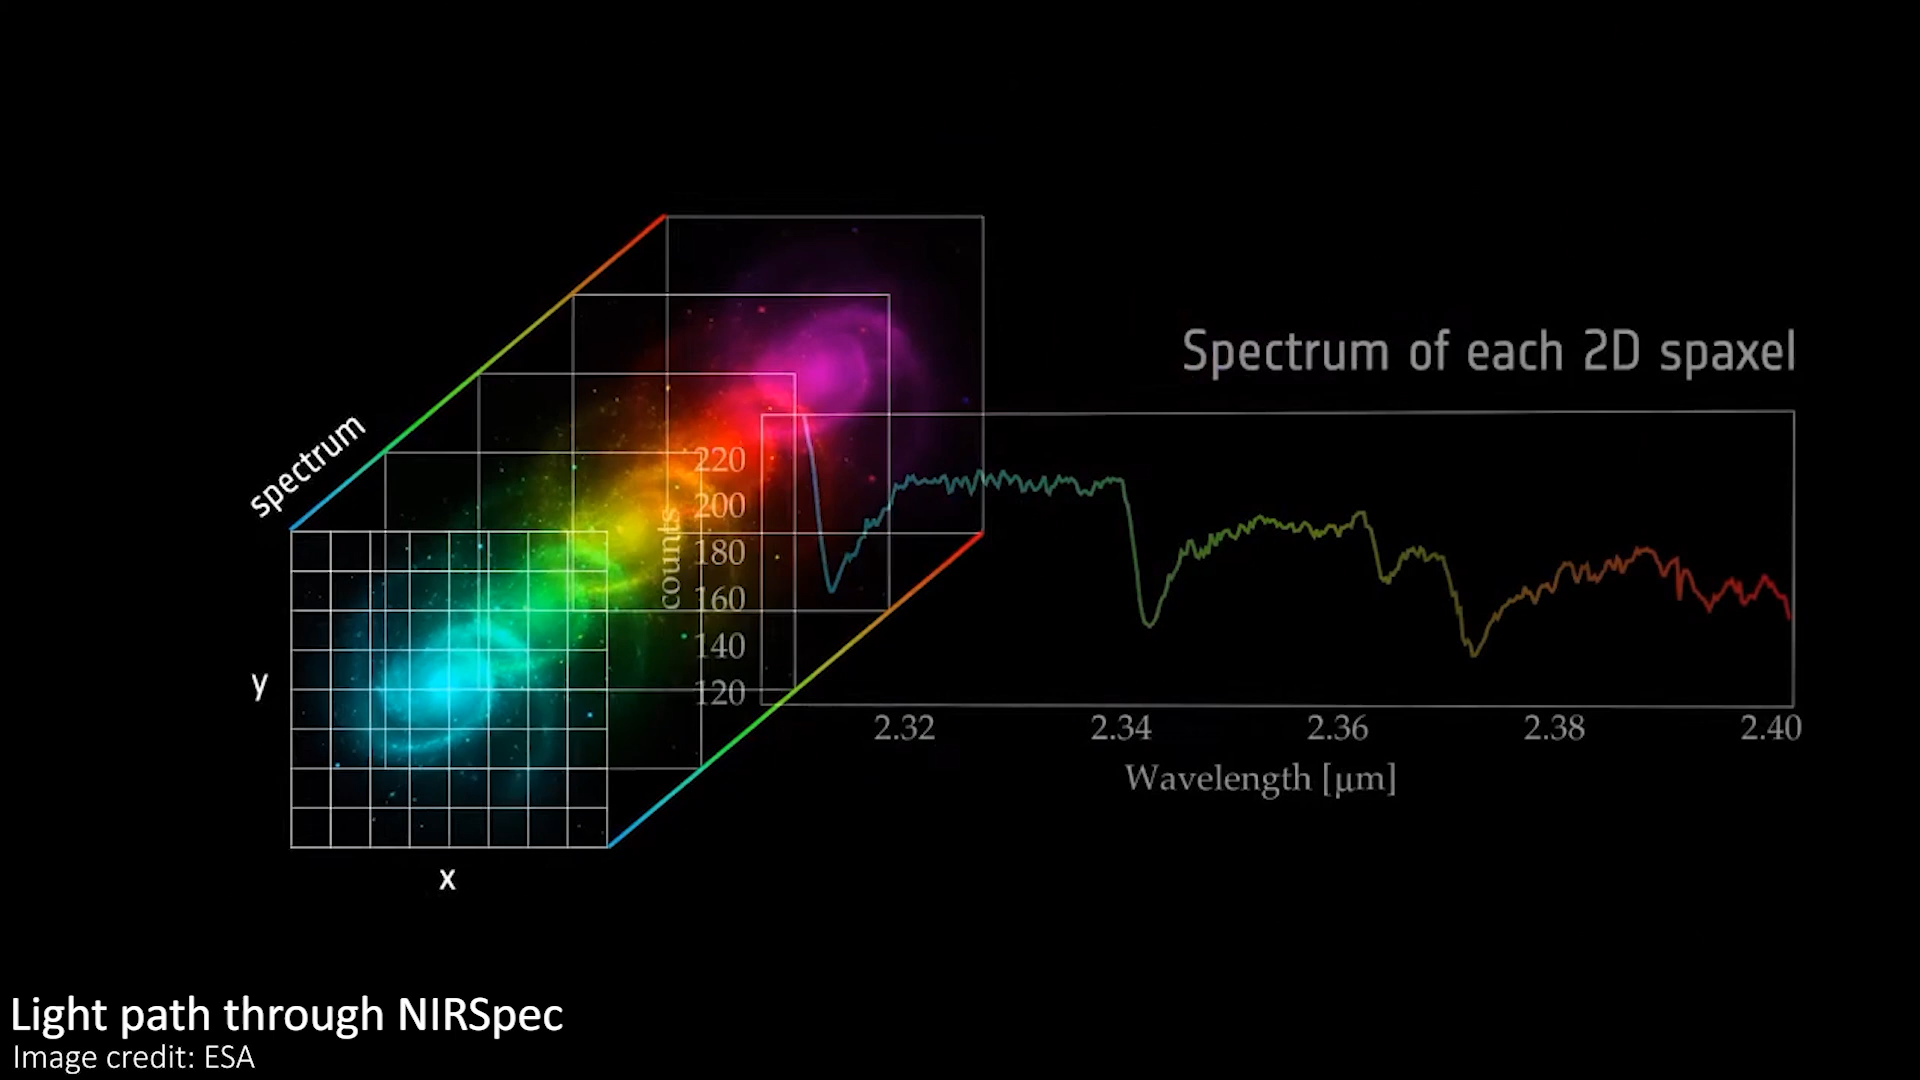 Spectrum of each 2D spaxel
spectrum
y
x
counts
220
200
180
160
140
120
2.32 2.34 2.36 2.38 2.40
Wavelength [μm]
Light path through NIRSpec
Image credit: ESA